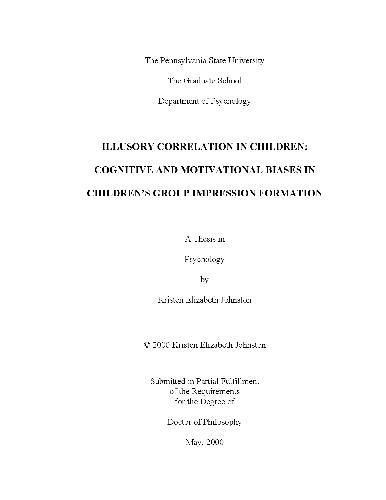 The Pennsylvania State University
The Graduate School
Department of Psychology
ILLUSORY CORRELATION IN CHILDREN:
COGNITIVE AND MOTIVATIONAL BIASES IN
CHILDREN'S GROUP IMPRESSION FORMATION
A Thesis in
Psychology
by
Kristen Elizabeth Johnston
© 2000 Kristen Elizabeth Johnston
Submitted in Partial Fulfillment
of the Requirements
for the Degree of
Doctor of Philosophy
May, 2000